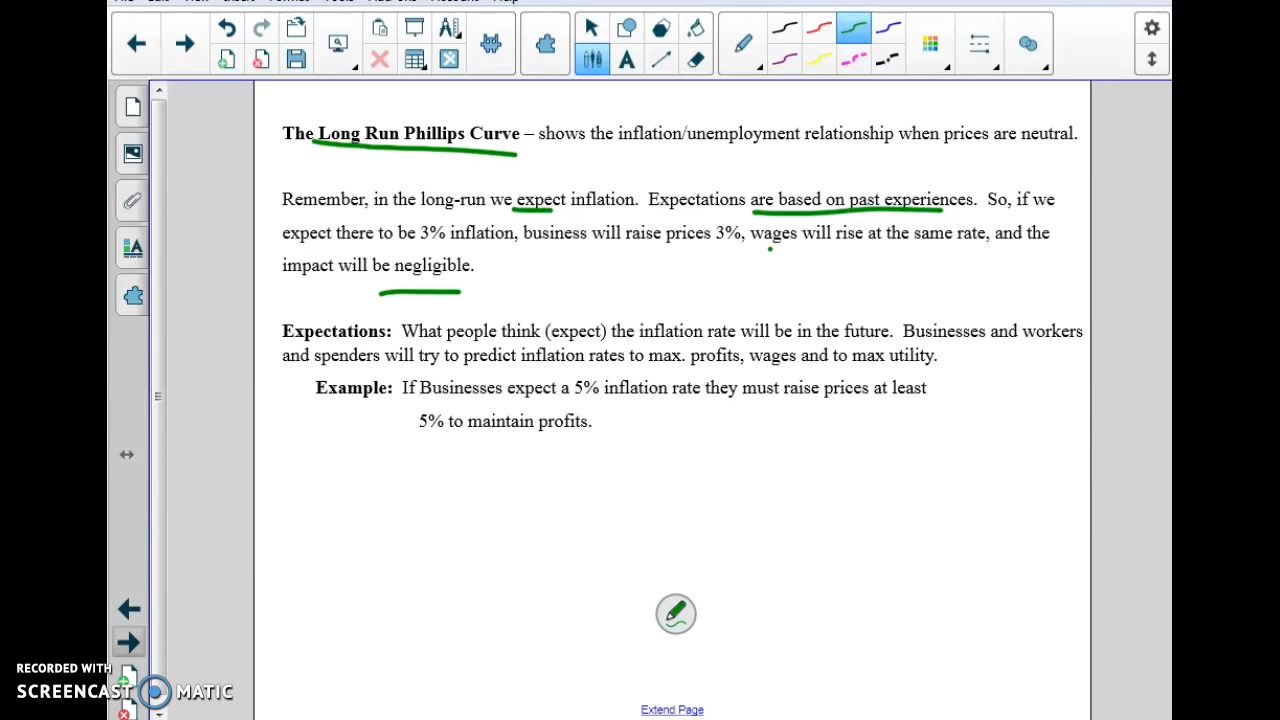 The Long Run Phillips Curve – shows the inflation/unemployment relationship when prices are neutral.
Remember, in the long-run we expect inflation. Expectations are based on past experiences. So, if we
expect there to be 3% inflation, business will raise prices 3%, wages will rise at the same rate, and the
impact will be negligible.
Expectations: What people think (expect) the inflation rate will be in the future. Businesses and workers
and spenders will try to predict inflation rates to max. profits, wages and to max utility.
Example: If Businesses expect a 5% inflation rate they must raise prices at least
5% to maintain profits.
RECORDED WITH
SCREENCAST MATIC
Extend Page